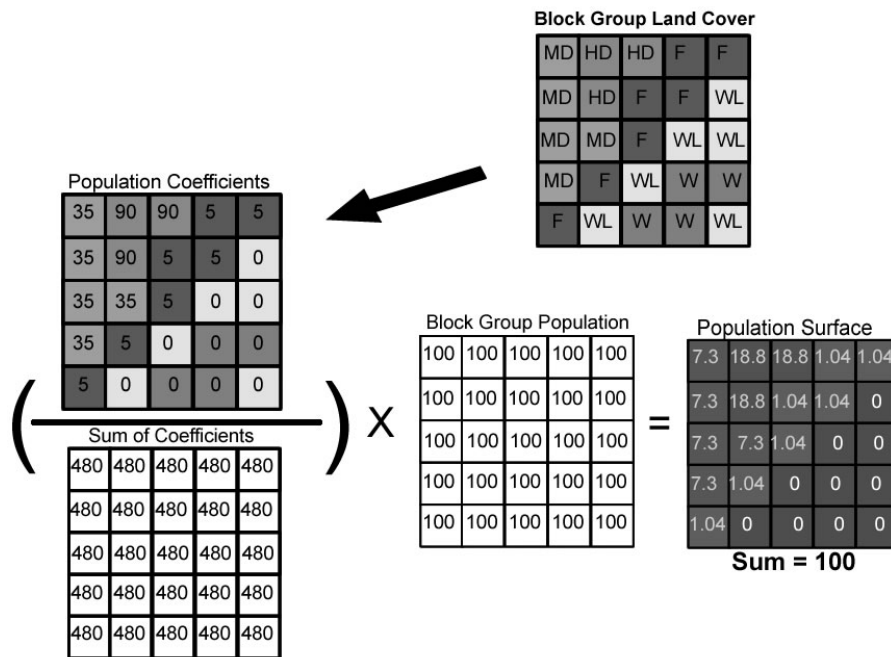 Block Group Land Cover
MD HD HD F F
MD HD F F WL
MD MD F WL WL
MD F WL W W
F WL W W WL
Population Coefficients
35 90 90 5 5
35 90 5 5 0
35 35 5 0 0
35 5 0 0 0
5 0 0 0 0
(
)
Sum of Coefficients
480 480 480 480 480
480 480 480 480 480
480 480 480 480 480
480 480 480 480 480
480 480 480 480 480
X
Block Group Population
100 100 100 100 100
100 100 100 100 100
100 100 100 100 100
100 100 100 100 100
100 100 100 100 100
=
Population Surface
7.3 18.8 18.8 1.04 1.04
7.3 18.8 1.04 1.04 0
7.3 7.3 1.04 0 0
7.3 1.04 0 0 0
1.04 0 0 0 0
Sum = 100